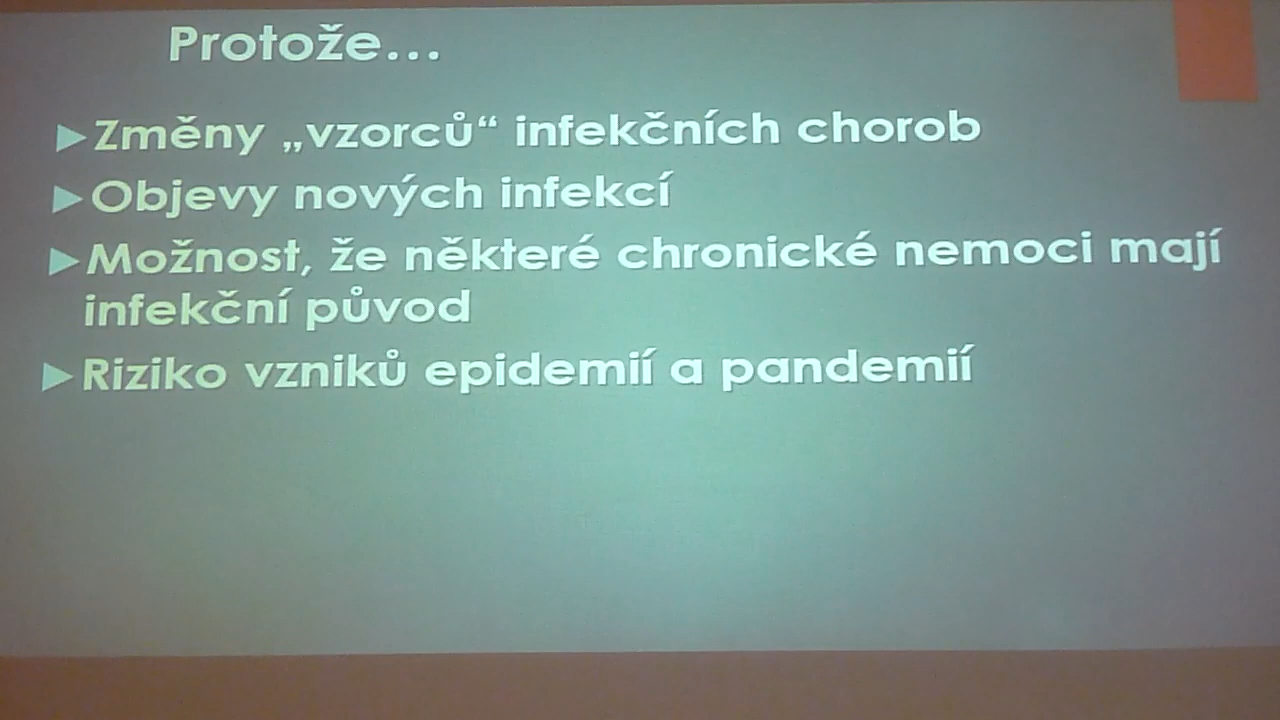 Protože...
►Změny „vzorců“ infekčních chorob
►Objevy nových infekcí
►Možnost, že některé chronické nemoci mají
infekční původ
►Riziko vzniků epidemií a pandemií